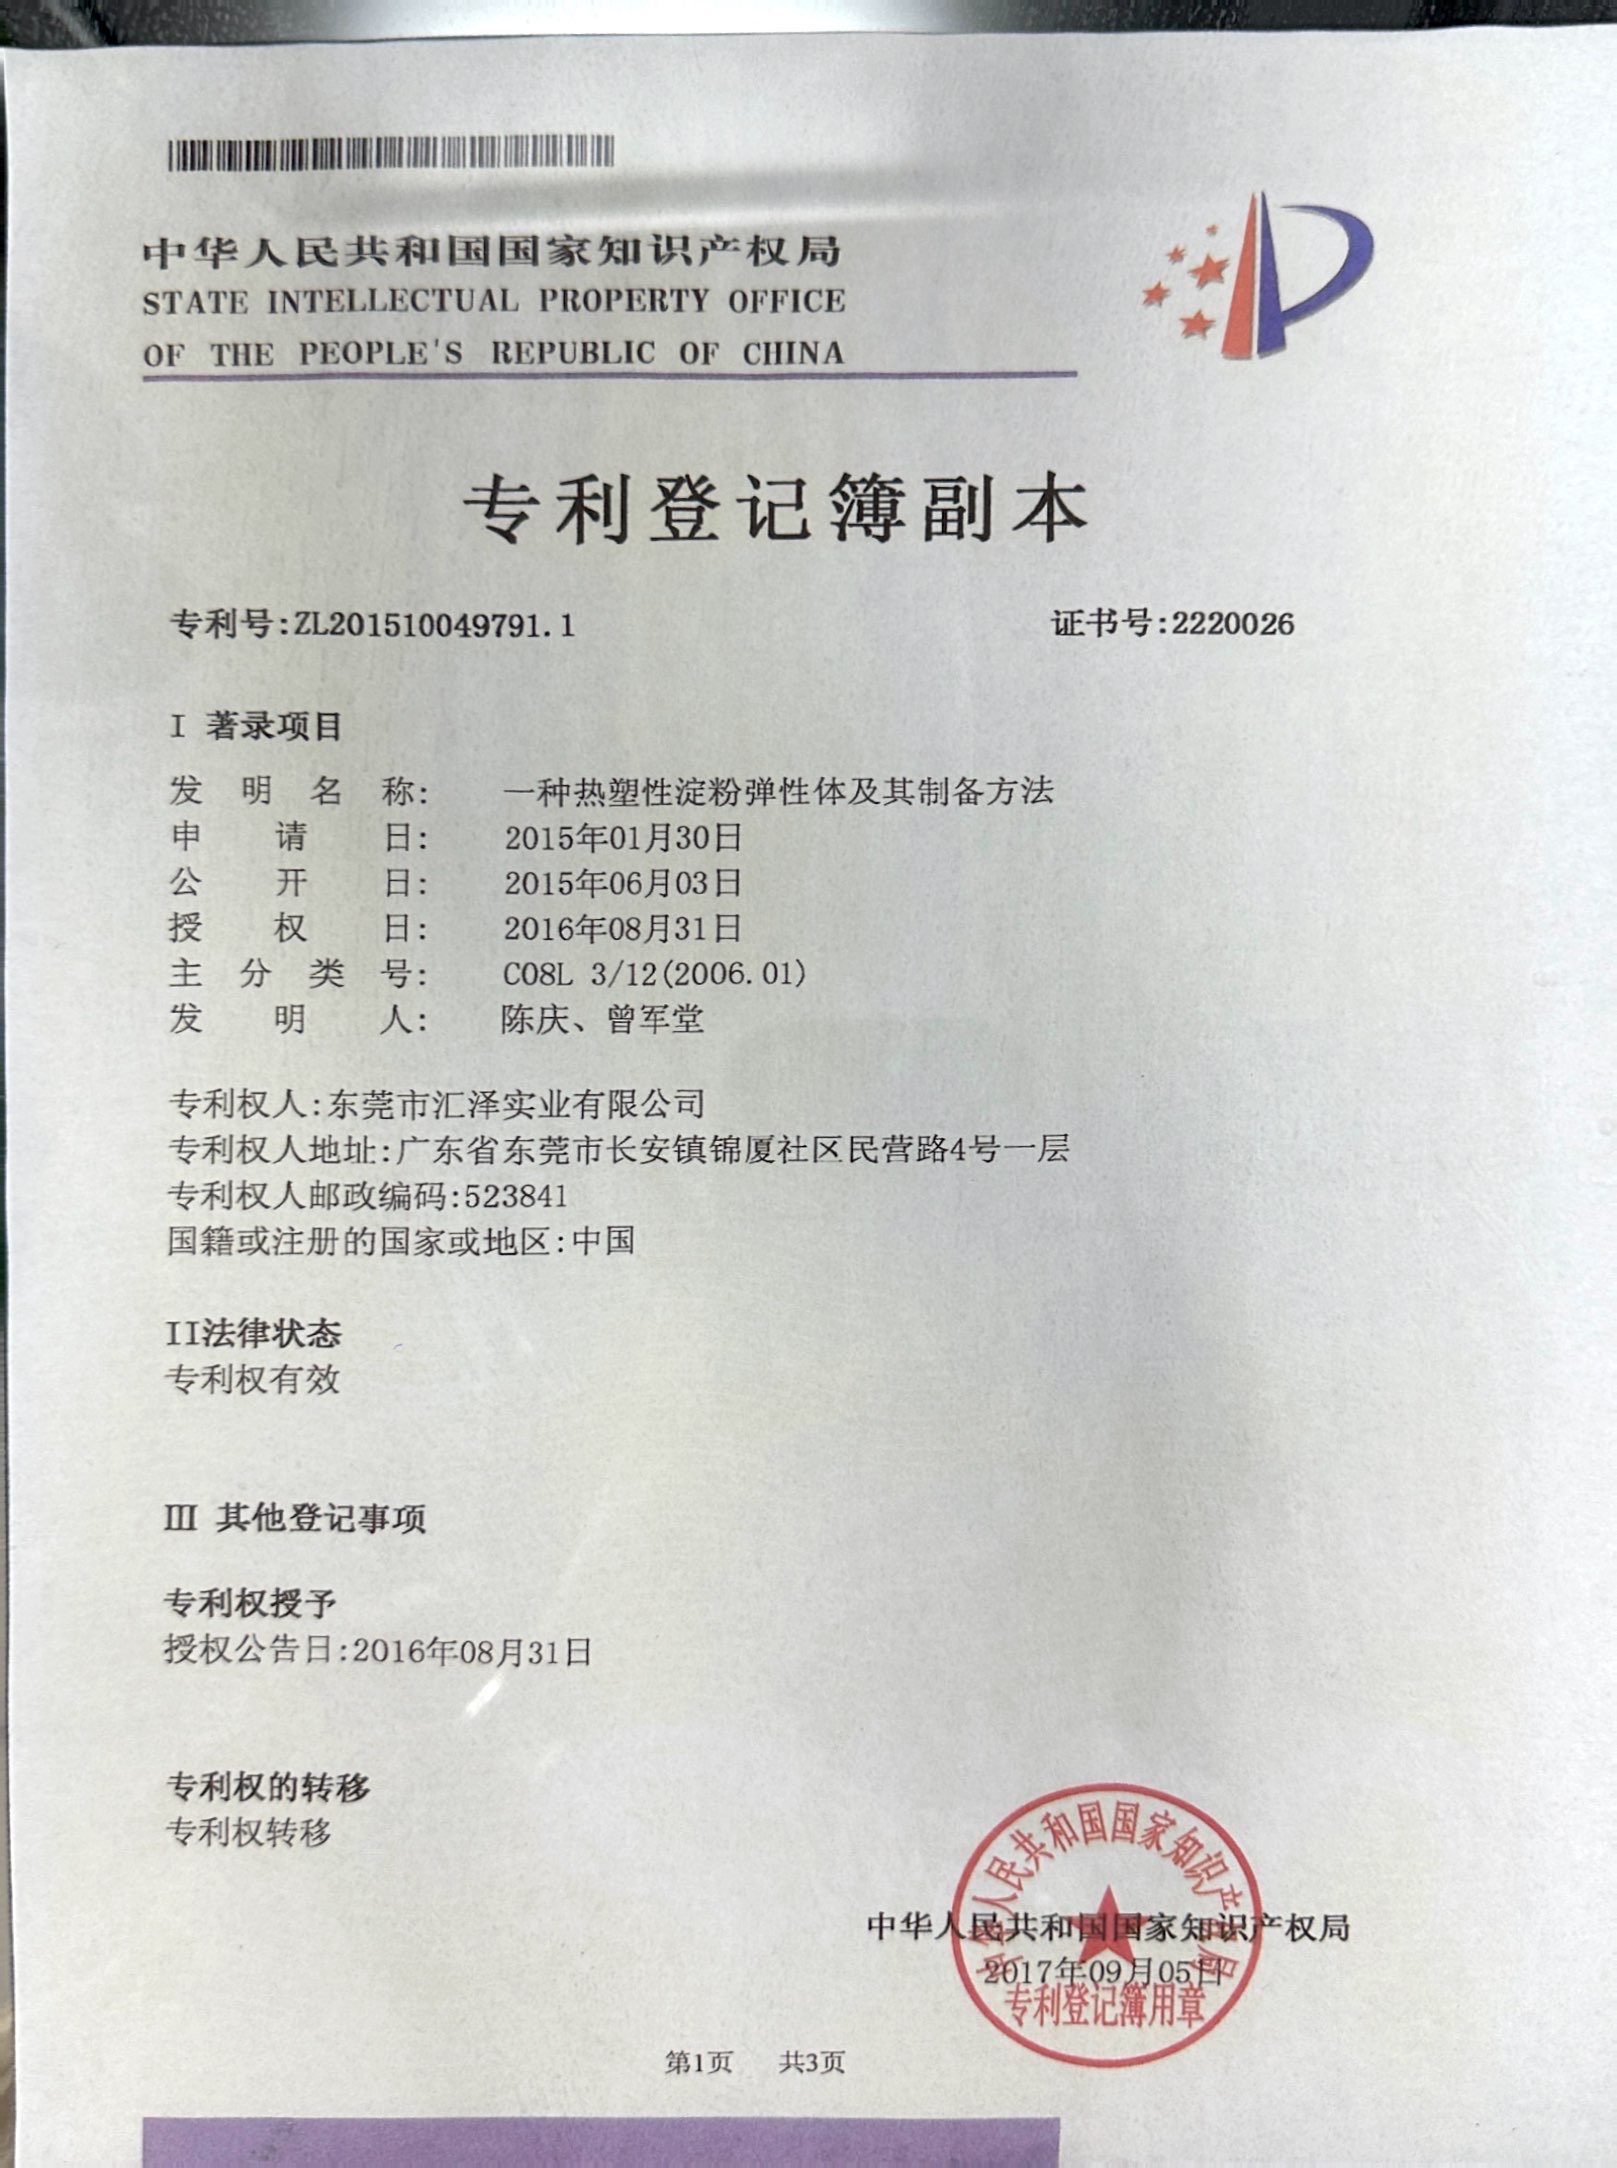 中华人民共和国国家知识产权局
STATE INTELLECTUAL PROPERTY OFFICE
OF THE PEOPLE'S REPUBLIC OF CHINA
专利登记簿副本
专利号:ZL201510049791.1 证书号:2220026
I 著录项目
发明名称: 一种热塑性淀粉弹性体及其制备方法
申请日: 2015年01月30日
公开日: 2015年06月03日
授权日: 2016年08月31日
主分类号: C08L 3/12(2006.01)
发明人: 陈庆、曾军堂
专利权人:东莞市汇泽实业有限公司
专利权人地址:广东省东莞市长安镇锦厦社区民营路4号一层
专利权人邮政编码:523841
国籍或注册的国家或地区:中国
II法律状态
专利权有效
III 其他登记事项
专利权授予
授权公告日:2016年08月31日
专利权的转移
专利权转移
中华人民共和国国家知识产权局
中华人民共和国国家知识产权局
2017年09月05日
专利登记簿用章
第1页 共3页